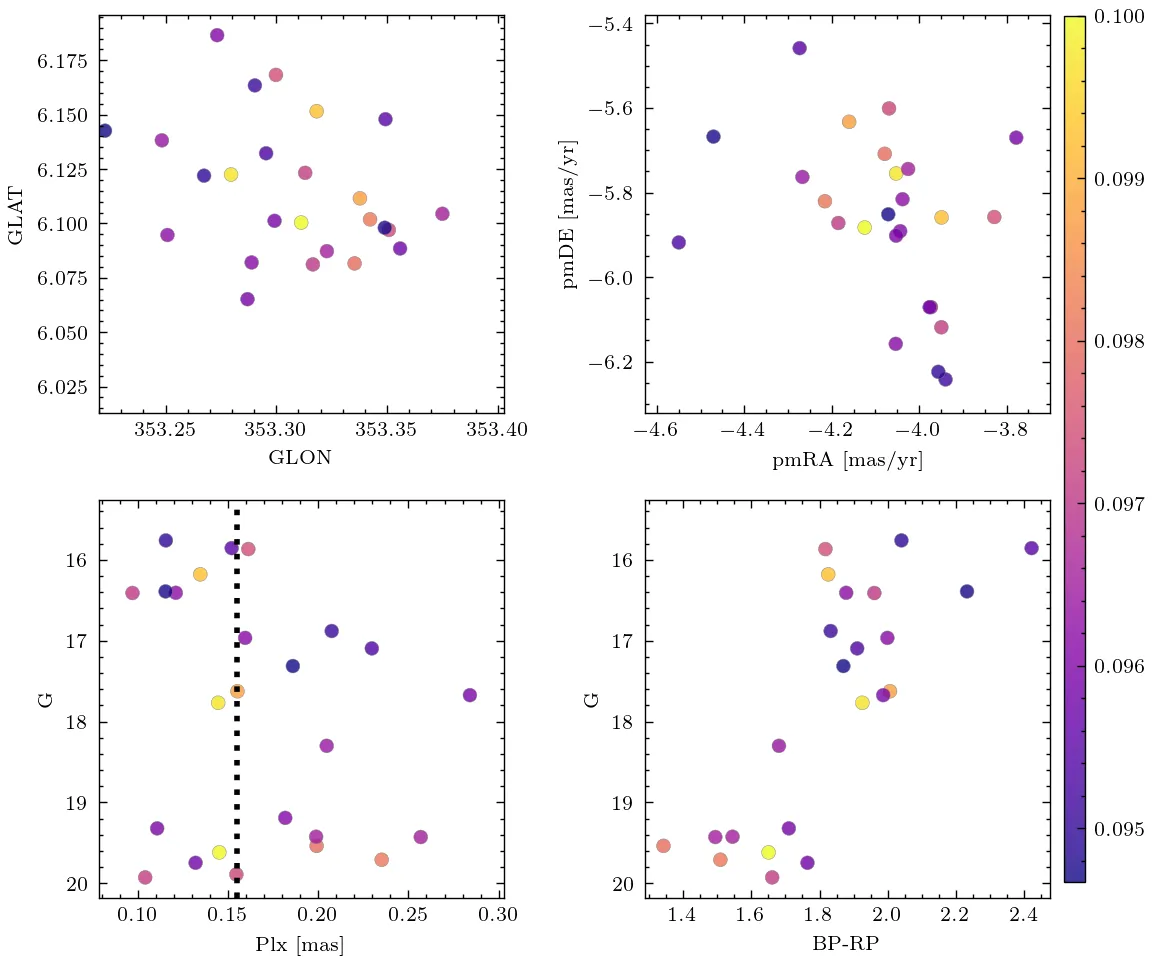 6.175
6.150
6.125
6.100
6.075
6.050
6.025
GLAT
353.25 353.30 353.35 353.40
GLON
−5.4
−5.6
−5.8
−6.0
−6.2
pmDE [mas/yr]
−4.6 −4.4 −4.2 −4.0 −3.8
pmRA [mas/yr]
0.100
0.099
0.098
0.097
0.096
0.095
16
17
18
19
20
G
0.10 0.15 0.20 0.25 0.30
Plx [mas]
16
17
18
19
20
G
1.4 1.6 1.8 2.0 2.2 2.4
BP-RP